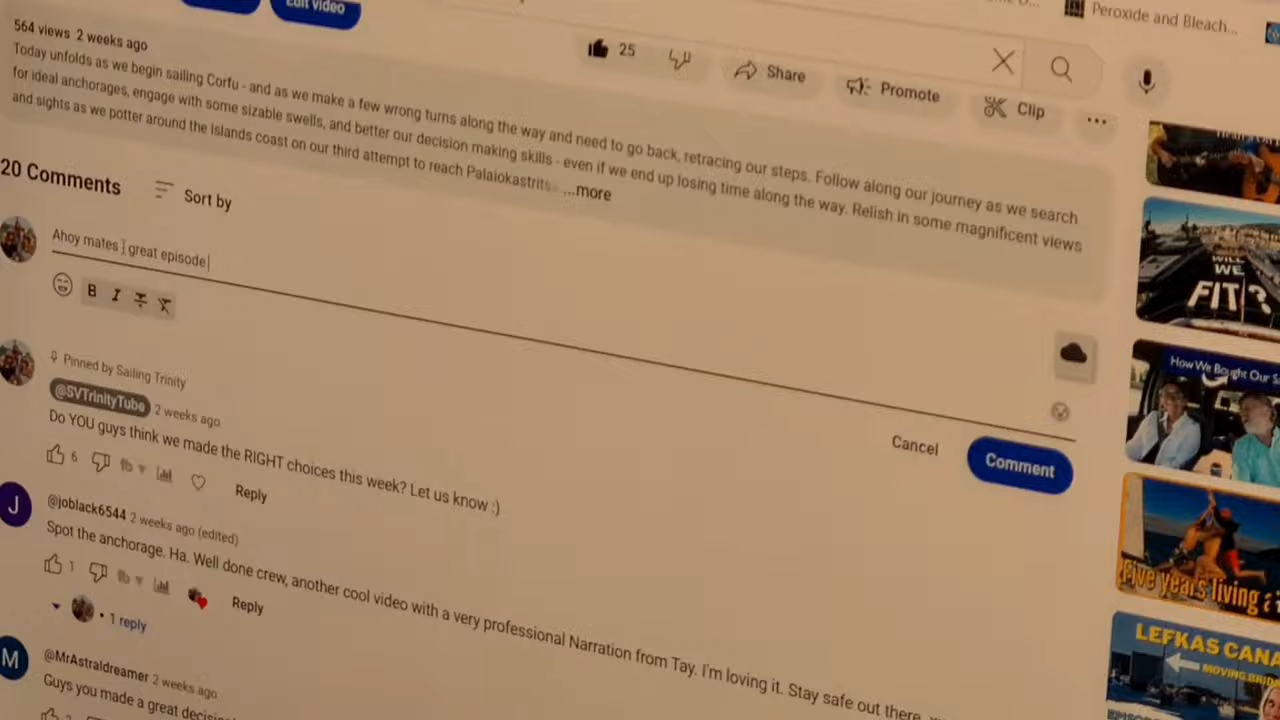 Edit video
Peroxide and Bleach...
564 views 2 weeks ago
25
Share
Promote
Clip
Today unfolds as we begin sailing Corfu - and as we make a few wrong turns along the way and need to go back, retracing our steps. Follow along our journey as we search
for ideal anchorages, engage with some sizable swells, and better our decision making skills - even if we end up losing time along the way. Relish in some magnificent views
and sights as we potter around the Islands coast on our third attempt to reach Palaiokastrits ...more
20 Comments
Sort by
Ahoy mates great episode
B I
Cancel
Comment
Pinned by Sailing Trinity
@SVTrinityTube 2 weeks ago
Do YOU guys think we made the RIGHT choices this week? Let us know :)
6
Reply
J
@joblack6544 2 weeks ago (edited)
Spot the anchorage. Ha. Well done crew, another cool video with a very professional Narration from Tay. I'm loving it. Stay safe out there
1
Reply
• 1 reply
M
@MrAstraldreamer 2 weeks ago
Guys you made a great
WILL
WE
FIT?
How We Bought Our
Five years living
LEFKAS
MOVING